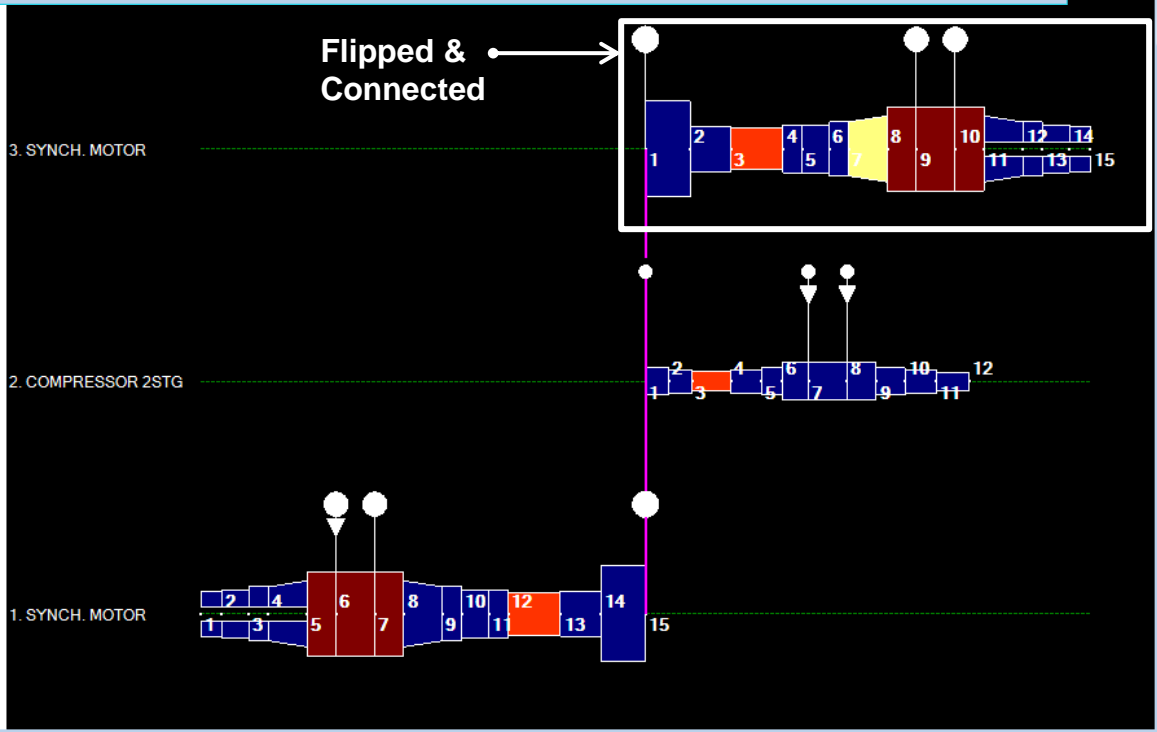 Flipped &
Connected
3. SYNCH. MOTOR
1 2 3 4 5 6 7 8 9 10 11 12 13 14 15
2. COMPRESSOR 2STG
1 2 3 4 5 6 7 8 9 10 11 12
1. SYNCH. MOTOR
1 2 3 4 5 6 7 8 9 10 11 12 13 14 15